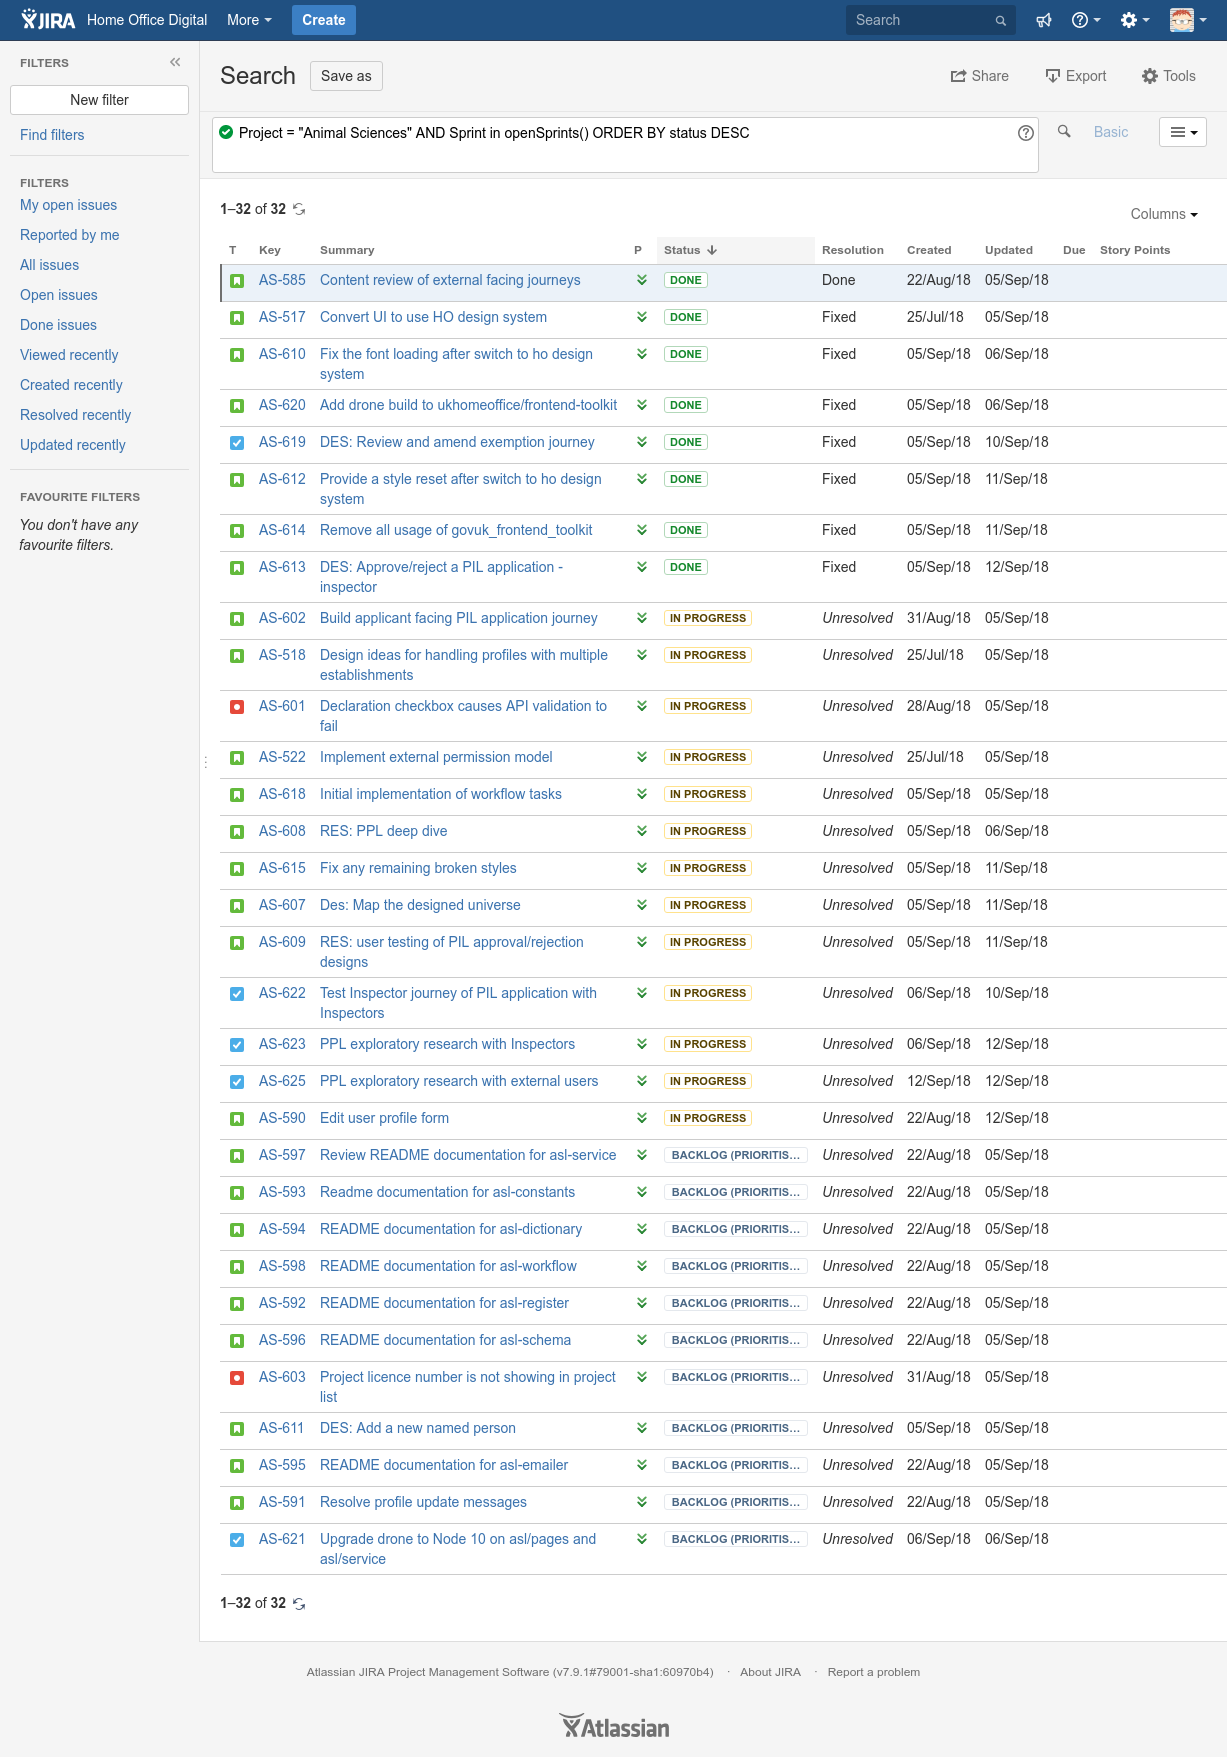 JIRA Home Office Digital More Create Search
FILTERS
New filter
Find filters
FILTERS
My open issues
Reported by me
All issues
Open issues
Done issues
Viewed recently
Created recently
Resolved recently
Updated recently
FAVOURITE FILTERS
You don't have any
favourite filters.
Search Save as Share Export Tools
Project = "Animal Sciences" AND Sprint in openSprints() ORDER BY status DESC Basic
1–32 of 32
Columns
T Key Summary P Status Resolution Created Updated Due Story Points
AS-585 Content review of external facing journeys DONE Done 22/Aug/18 05/Sep/18
AS-517 Convert UI to use HO design system DONE Fixed 25/Jul/18 05/Sep/18
AS-610 Fix the font loading after switch to ho design DONE Fixed 05/Sep/18 06/Sep/18
system
AS-620 Add drone build to ukhomeoffice/frontend-toolkit DONE Fixed 05/Sep/18 06/Sep/18
AS-619 DES: Review and amend exemption journey DONE Fixed 05/Sep/18 10/Sep/18
AS-612 Provide a style reset after switch to ho design DONE Fixed 05/Sep/18 11/Sep/18
system
AS-614 Remove all usage of govuk_frontend_toolkit DONE Fixed 05/Sep/18 11/Sep/18
AS-613 DES: Approve/reject a PIL application - DONE Fixed 05/Sep/18 12/Sep/18
inspector
AS-602 Build applicant facing PIL application journey IN PROGRESS Unresolved 31/Aug/18 05/Sep/18
AS-518 Design ideas for handling profiles with multiple IN PROGRESS Unresolved 25/Jul/18 05/Sep/18
establishments
AS-601 Declaration checkbox causes API validation to IN PROGRESS Unresolved 28/Aug/18 05/Sep/18
fail
AS-522 Implement external permission model IN PROGRESS Unresolved 25/Jul/18 05/Sep/18
AS-618 Initial implementation of workflow tasks IN PROGRESS Unresolved 05/Sep/18 05/Sep/18
AS-608 RES: PPL deep dive IN PROGRESS Unresolved 05/Sep/18 06/Sep/18
AS-615 Fix any remaining broken styles IN PROGRESS Unresolved 05/Sep/18 11/Sep/18
AS-607 Des: Map the designed universe IN PROGRESS Unresolved 05/Sep/18 11/Sep/18
AS-609 RES: user testing of PIL approval/rejection IN PROGRESS Unresolved 05/Sep/18 11/Sep/18
designs
AS-622 Test Inspector journey of PIL application with IN PROGRESS Unresolved 06/Sep/18 10/Sep/18
Inspectors
AS-623 PPL exploratory research with Inspectors IN PROGRESS Unresolved 06/Sep/18 12/Sep/18
AS-625 PPL exploratory research with external users IN PROGRESS Unresolved 12/Sep/18 12/Sep/18
AS-590 Edit user profile form IN PROGRESS Unresolved 22/Aug/18 12/Sep/18
AS-597 Review README documentation for asl-service BACKLOG (PRIORITIS... Unresolved 22/Aug/18 05/Sep/18
AS-593 Readme documentation for asl-constants BACKLOG (PRIORITIS... Unresolved 22/Aug/18 05/Sep/18
AS-594 README documentation for asl-dictionary BACKLOG (PRIORITIS... Unresolved 22/Aug/18 05/Sep/18
AS-598 README documentation for asl-workflow BACKLOG (PRIORITIS... Unresolved 22/Aug/18 05/Sep/18
AS-592 README documentation for asl-register BACKLOG (PRIORITIS... Unresolved 22/Aug/18 05/Sep/18
AS-596 README documentation for asl-schema BACKLOG (PRIORITIS... Unresolved 22/Aug/18 05/Sep/18
AS-603 Project licence number is not showing in project BACKLOG (PRIORITIS... Unresolved 31/Aug/18 05/Sep/18
list
AS-611 DES: Add a new named person BACKLOG (PRIORITIS... Unresolved 05/Sep/18 05/Sep/18
AS-595 README documentation for asl-emailer BACKLOG (PRIORITIS... Unresolved 22/Aug/18 05/Sep/18
AS-591 Resolve profile update messages BACKLOG (PRIORITIS... Unresolved 22/Aug/18 05/Sep/18
AS-621 Upgrade drone to Node 10 on asl/pages and BACKLOG (PRIORITIS... Unresolved 06/Sep/18 06/Sep/18
asl/service
1–32 of 32
Atlassian JIRA Project Management Software (v7.9.1#79001-sha1:60970b4) · About JIRA · Report a problem
Atlassian